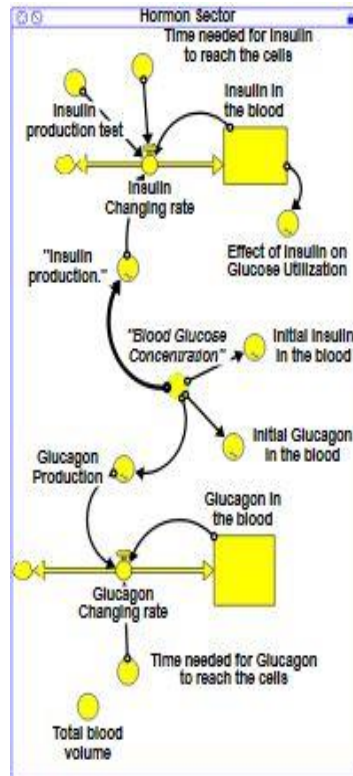 Hormon Sector
Time needed for Insulin
to reach the cells
Insulin
production test
Insulin in
the blood
Insulin
Changing rate
"Insulin
production."
Effect of Insulin on
Glucose Utilization
"Blood Glucose
Concentration"
Initial Insulin
in the blood
Initial Glucagon
in the blood
Glucagon
Production
Glucagon in
the blood
Glucagon
Changing rate
Time needed for Glucagon
to reach the cells
Total blood
volume